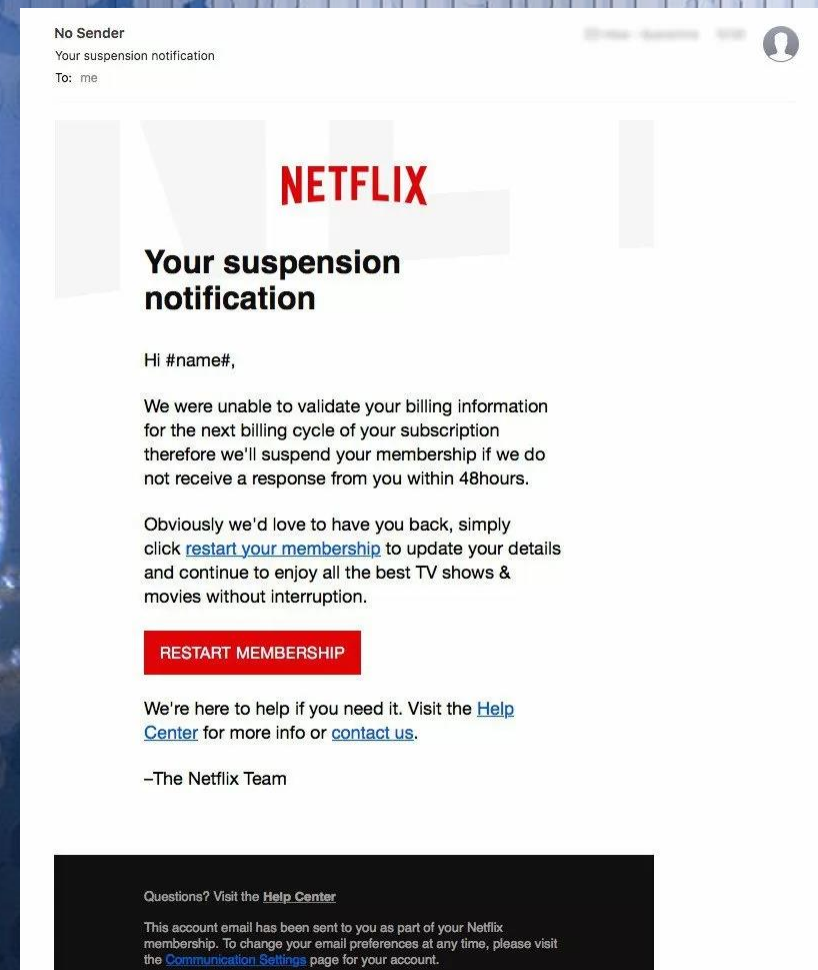 No Sender
Your suspension notification
To: me
NETFLIX
Your suspension
notification
Hi #name#,
We were unable to validate your billing information
for the next billing cycle of your subscription
therefore we'll suspend your membership if we do
not receive a response from you within 48hours.
Obviously we'd love to have you back, simply
click restart your membership to update your details
and continue to enjoy all the best TV shows &
movies without interruption.
RESTART MEMBERSHIP
We're here to help if you need it. Visit the Help
Center for more info or contact us.
–The Netflix Team
Questions? Visit the Help Center
This account email has been sent to you as part of your Netflix
membership. To change your email preferences at any time, please visit
the Communication Settings page for your account.